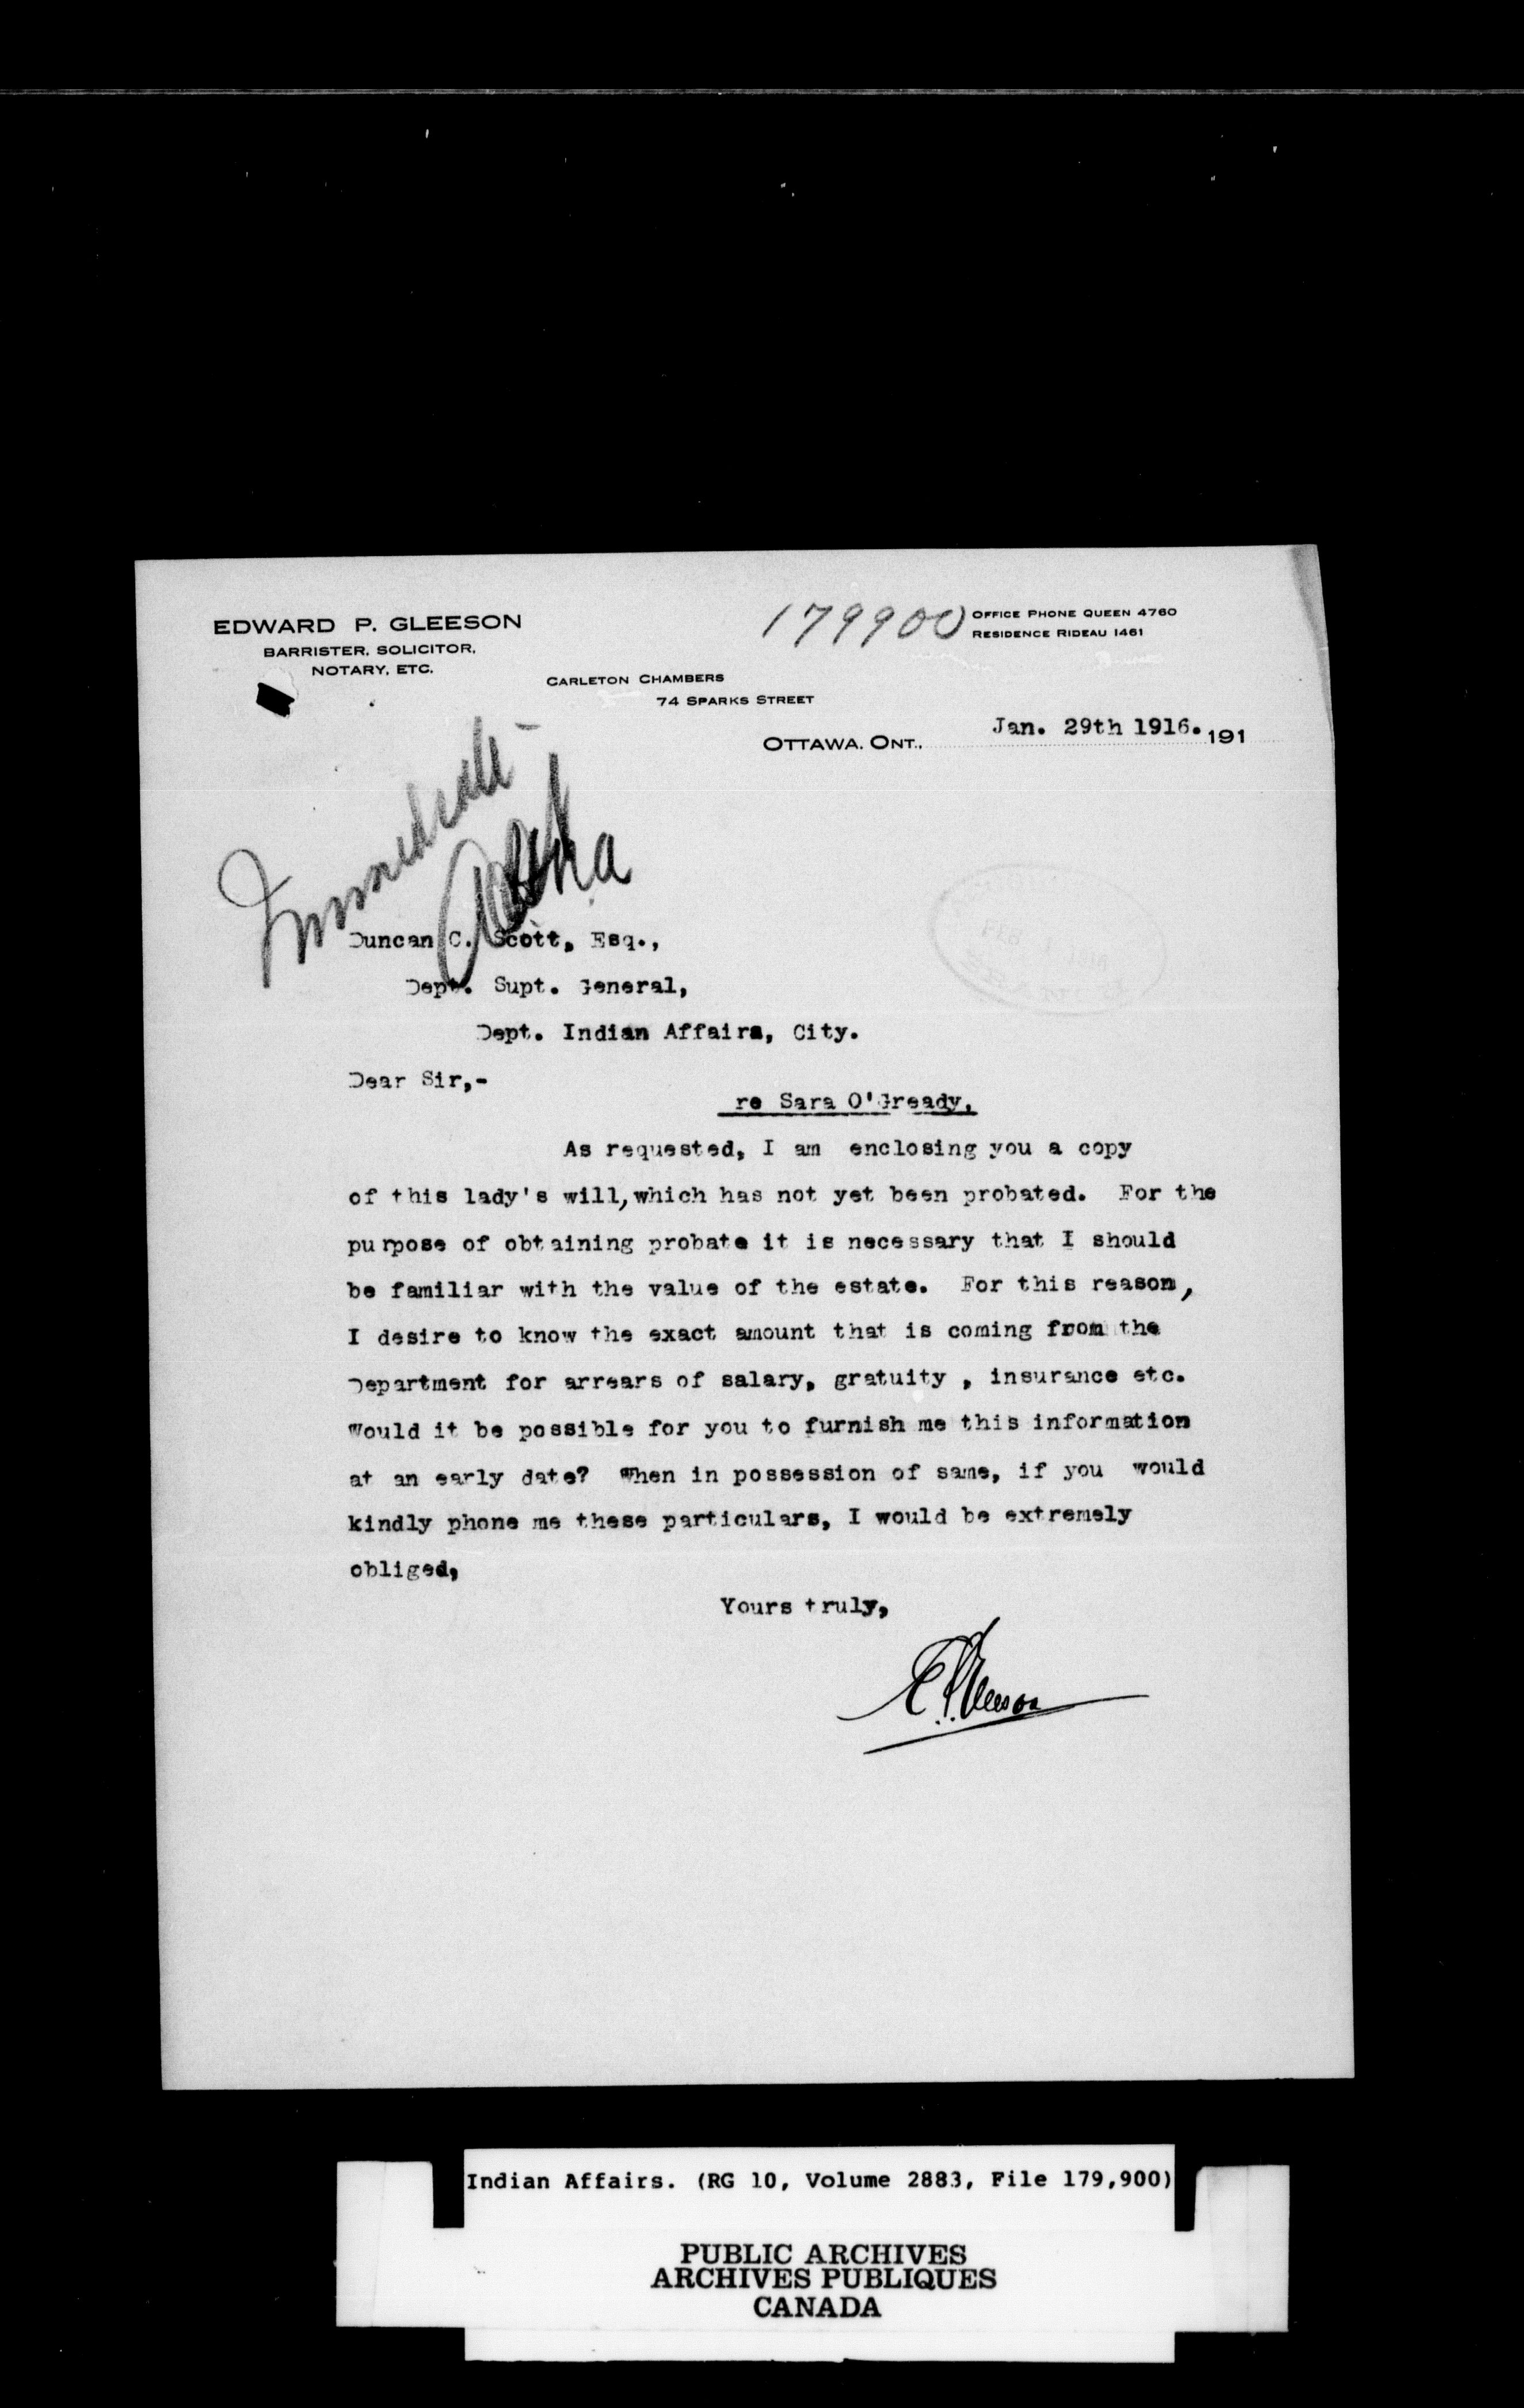 EDWARD P. GLEESON
BARRISTER, SOLICITOR,
NOTARY, ETC.
179900
OFFICE PHONE QUEEN 4760
RESIDENCE RIDEAU 1461
CARLETON CHAMBERS
74 SPARKS STREET
OTTAWA, ONT., Jan. 29th 1916. 191
Immediate
Duncan C. Scott, Esq.,
Dept. Supt. General,
Dept. Indian Affairs, City.
Dear Sir,-
re Sara O'Gready,
As requested, I am enclosing you a copy
of this lady's will, which has not yet been probated. For the
purpose of obtaining probate it is necessary that I should
be familiar with the value of the estate. For this reason,
I desire to know the exact amount that is coming from the
Department for arrears of salary, gratuity , insurance etc.
Would it be possible for you to furnish me this information
at an early date? When in possession of same, if you would
kindly phone me these particulars, I would be extremely
obliged,
Yours truly,
E.P. Gleeson
Indian Affairs. (RG 10, Volume 2883, File 179,900)
PUBLIC ARCHIVES
ARCHIVES PUBLIQUES
CANADA